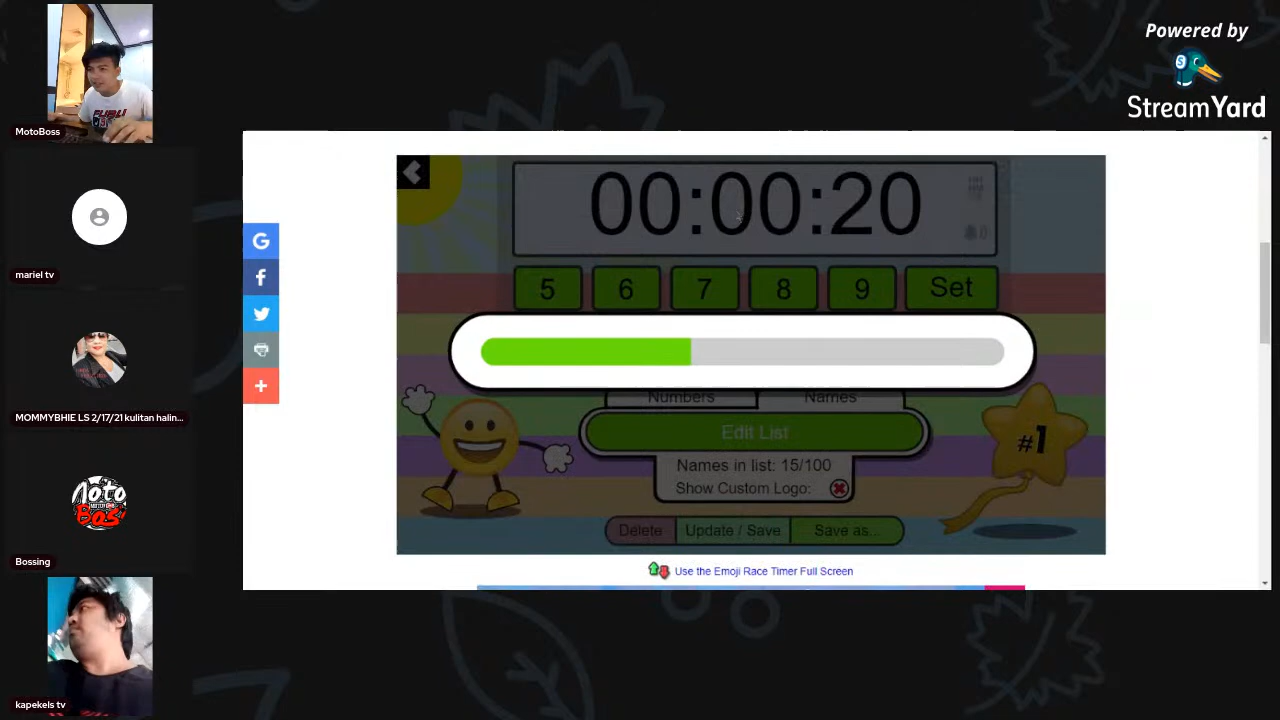 Powered by
StreamYard
MotoBoss
mariel tv
MOMMYBHIE LS 2/17/21 kulitan halin...
Bossing
kapekels tv
00:00:20
0
5 6 7 8 9 Set
Numbers Names
Edit List
Names in list: 15/100
Show Custom Logo:
Delete Update / Save Save as...
#1
Use the Emoji Race Timer Full Screen